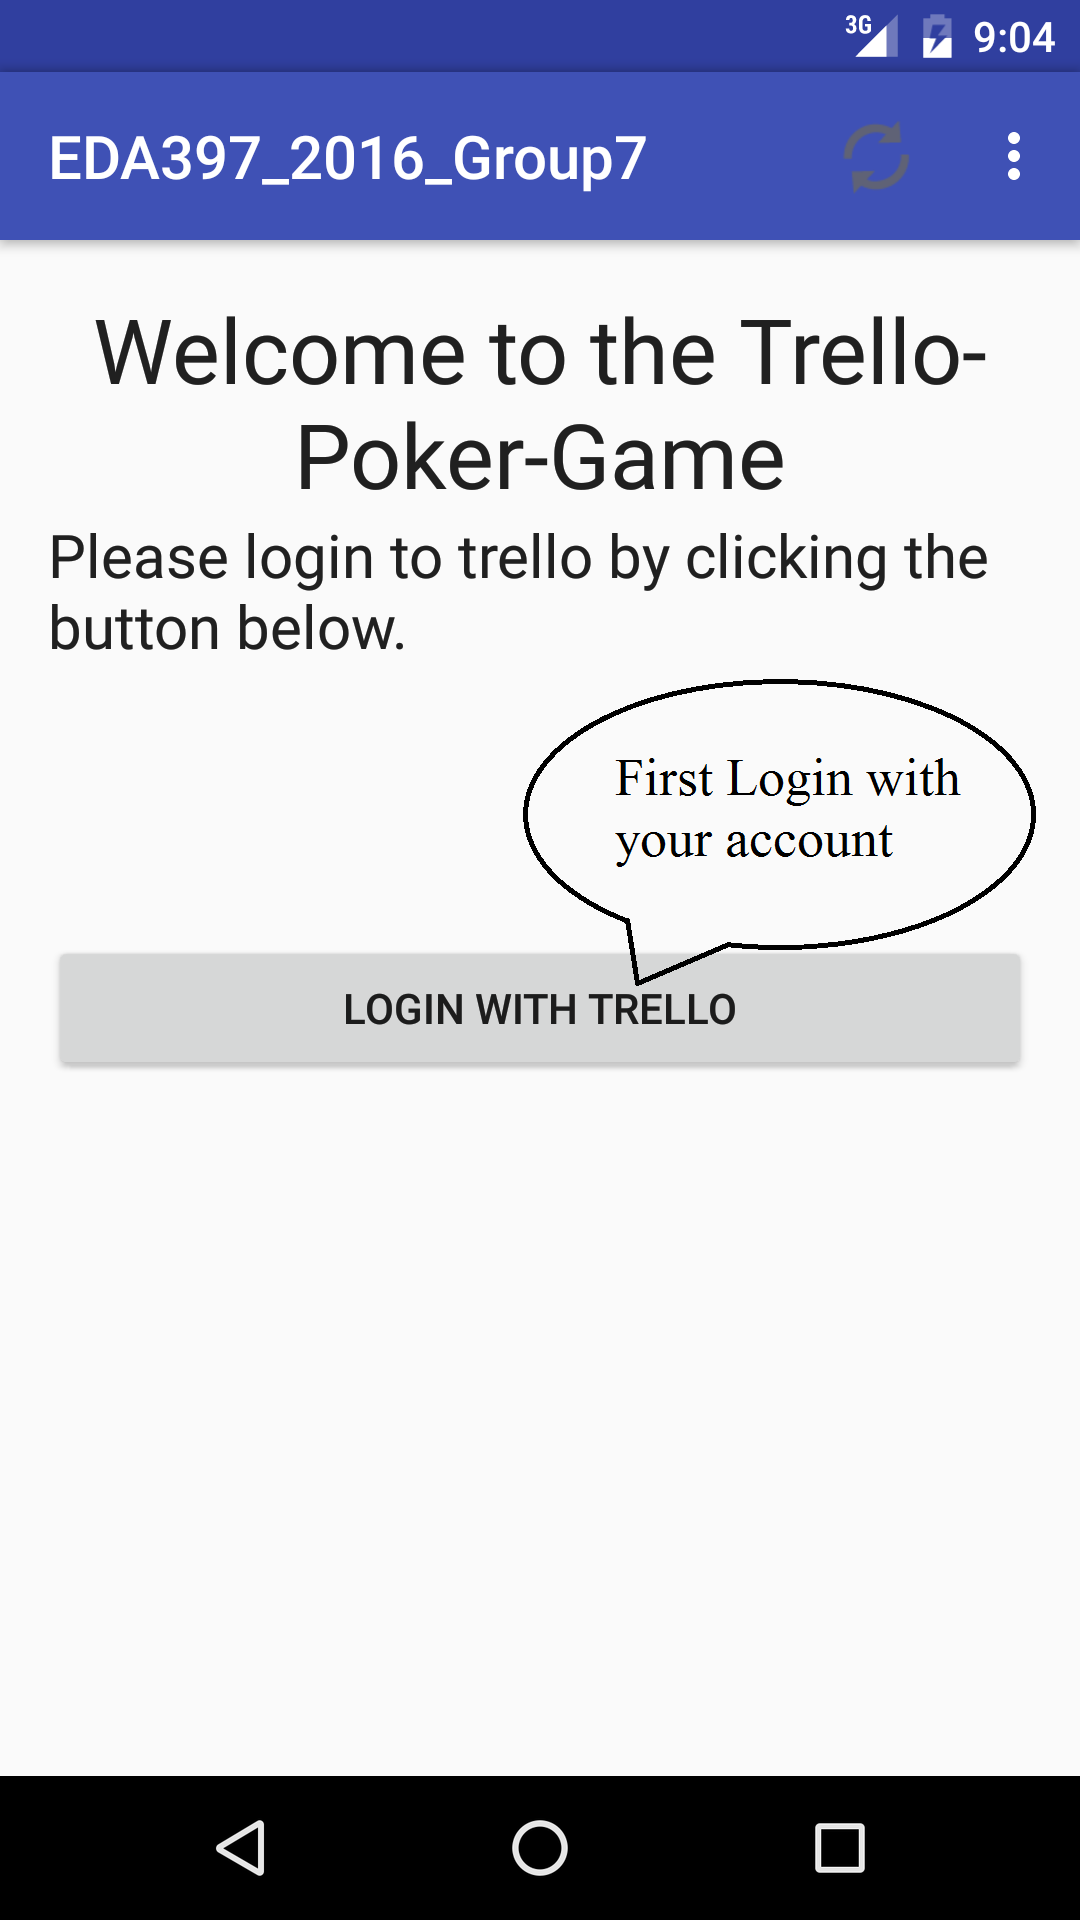 3G 9:04
EDA397_2016_Group7
Welcome to the Trello-
Poker-Game
Please login to trello by clicking the
button below.
First Login with
your account
LOGIN WITH TRELLO